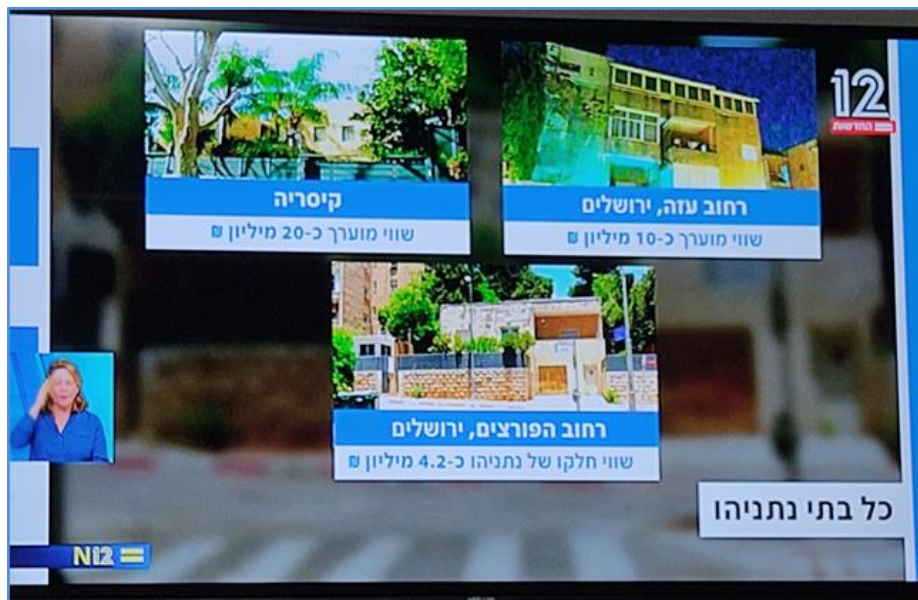 12
החדשות
רחוב עזה, ירושלים
שווי מוערך כ-10 מיליון ₪
קיסריה
שווי מוערך כ-20 מיליון ₪
רחוב הפורצים, ירושלים
שווי חלקו של נתניהו כ-4.2 מיליון ₪
כל בתי נתניהו
N12